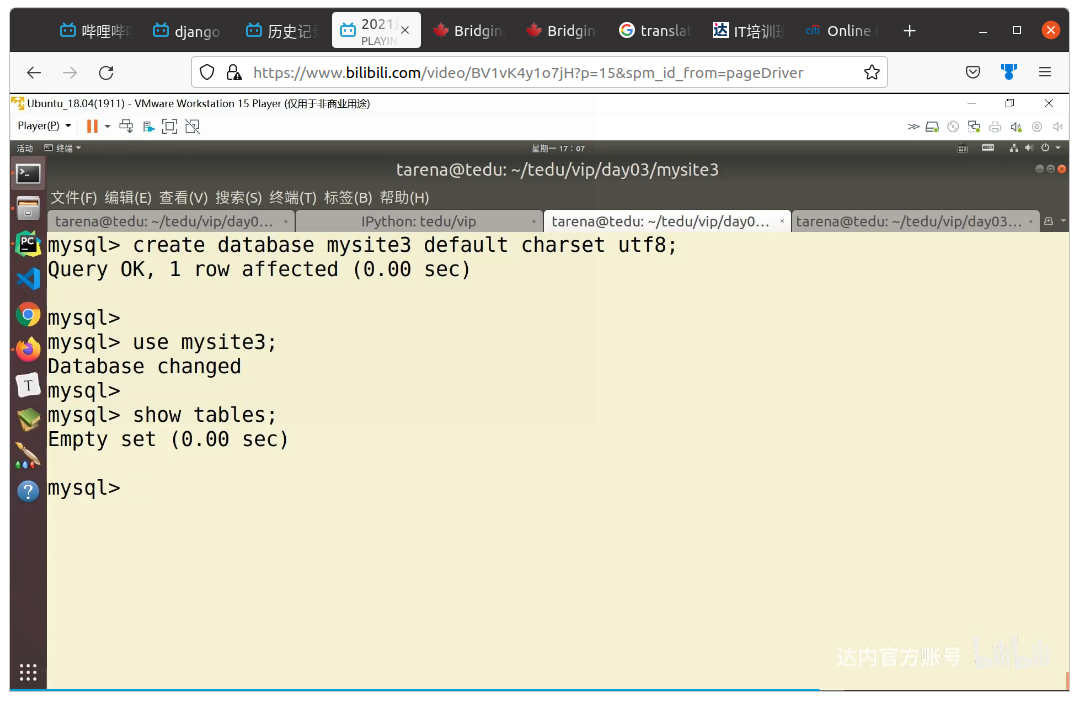 哔哩哔
django
历史记
2021
PLAYIN
Bridgin
Bridgin
translat
IT培训
Online
https://www.bilibili.com/video/BV1vK4y1o7jH?p=15&spm_id_from=pageDriver
Ubuntu_18.04(1911) - VMware Workstation 15 Player (仅用于非商业用途)
Player(P)
活动 终端 星期一 17：07
tarena@tedu: ~/tedu/vip/day03/mysite3
文件(F) 编辑(E) 查看(V) 搜索(S) 终端(T) 标签(B) 帮助(H)
tarena@tedu: ~/tedu/vip/day0... IPython: tedu/vip tarena@tedu: ~/tedu/vip/day0... tarena@tedu: ~/tedu/vip/day03...
mysql> create database mysite3 default charset utf8;
Query OK, 1 row affected (0.00 sec)
mysql>
mysql> use mysite3;
Database changed
mysql>
mysql> show tables;
Empty set (0.00 sec)
mysql>
达内官方账号